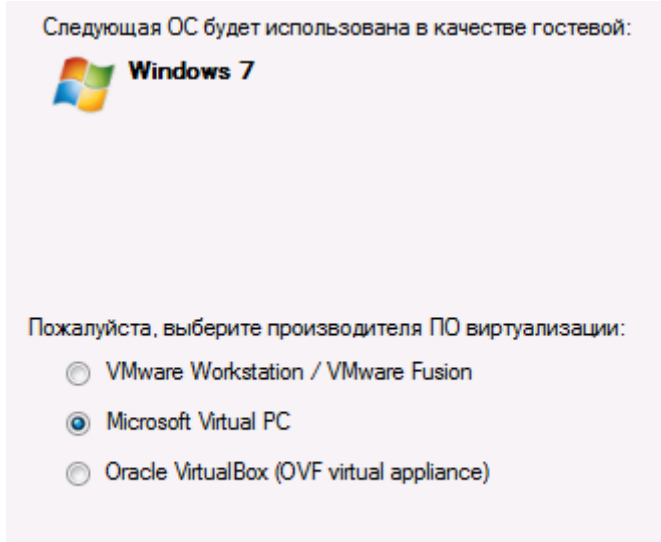 Следующая ОС будет использована в качестве гостевой:
Windows 7
Пожалуйста, выберите производителя ПО виртуализации:
VMware Workstation / VMware Fusion
Microsoft Virtual PC
Oracle VirtualBox (OVF virtual appliance)